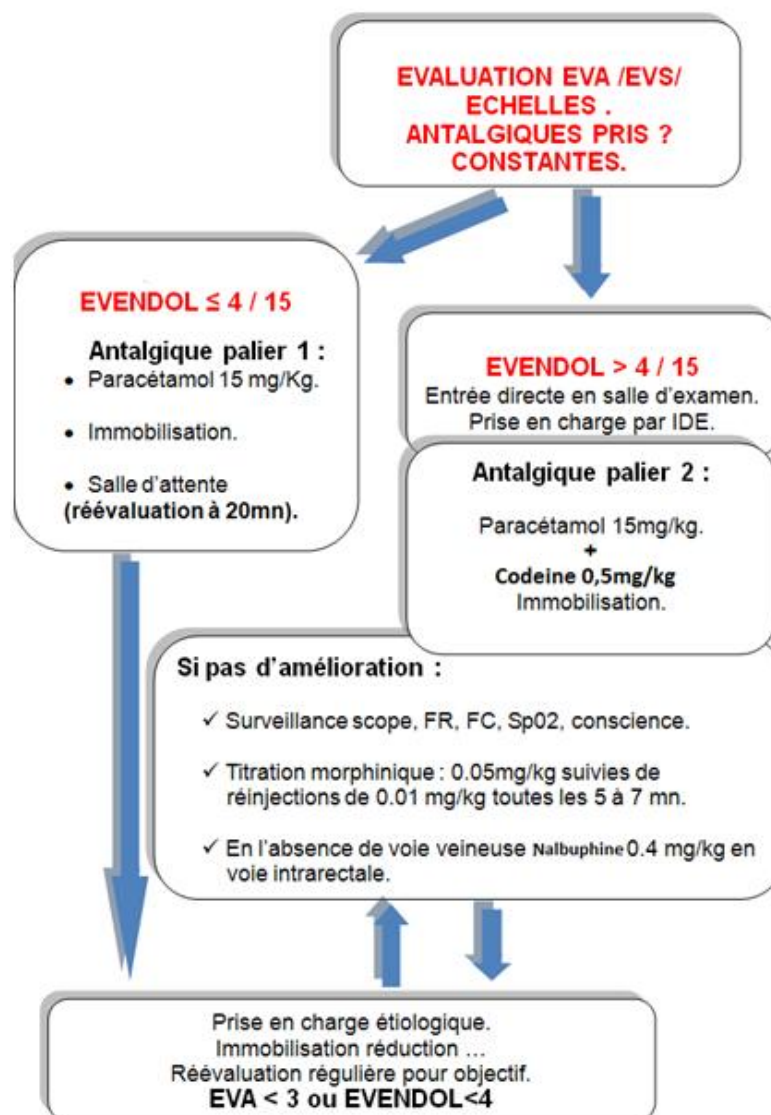 EVALUATION EVA /EVS/
ECHELLES .
ANTALGIQUES PRIS ?
CONSTANTES.
EVENDOL ≤ 4 / 15
Antalgique palier 1 :
• Paracétamol 15 mg/Kg.
• Immobilisation.
• Salle d’attente
(réévaluation à 20mn).
EVENDOL > 4 / 15
Entrée directe en salle d’examen.
Prise en charge par IDE.
Antalgique palier 2 :
Paracétamol 15mg/kg.
+
Codeine 0,5mg/kg
Immobilisation.
Si pas d’amélioration :
✓ Surveillance scope, FR, FC, Sp02, conscience.
✓ Titration morphinique : 0.05mg/kg suivies de
réinjections de 0.01 mg/kg toutes les 5 à 7 mn.
✓ En l’absence de voie veineuse Nalbuphine 0.4 mg/kg en
voie intrarectale.
Prise en charge étiologique.
Immobilisation réduction …
Réévaluation régulière pour objectif.
EVA < 3 ou EVENDOL<4